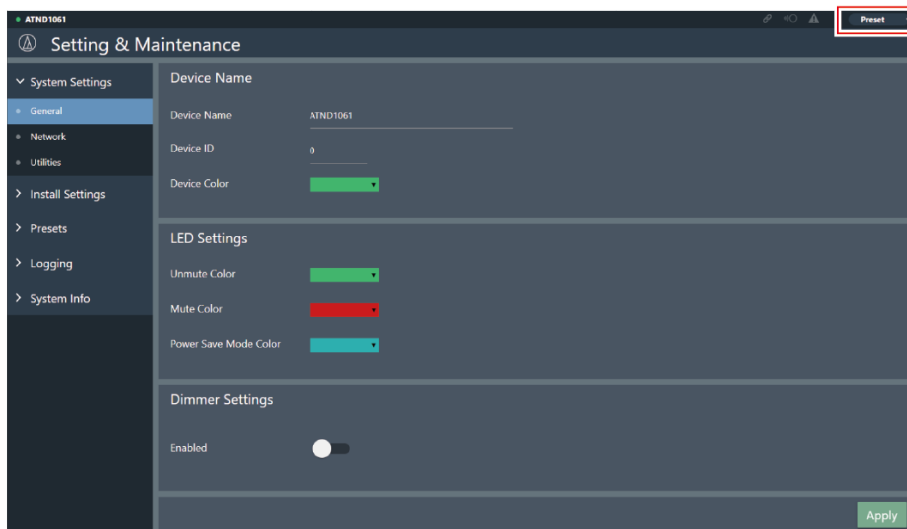 ATND1061
Preset
Setting & Maintenance
System Settings
General
Network
Utilities
Install Settings
Presets
Logging
System Info
Device Name
Device Name ATND1061
Device ID 0
Device Color
LED Settings
Unmute Color
Mute Color
Power Save Mode Color
Dimmer Settings
Enabled
Apply